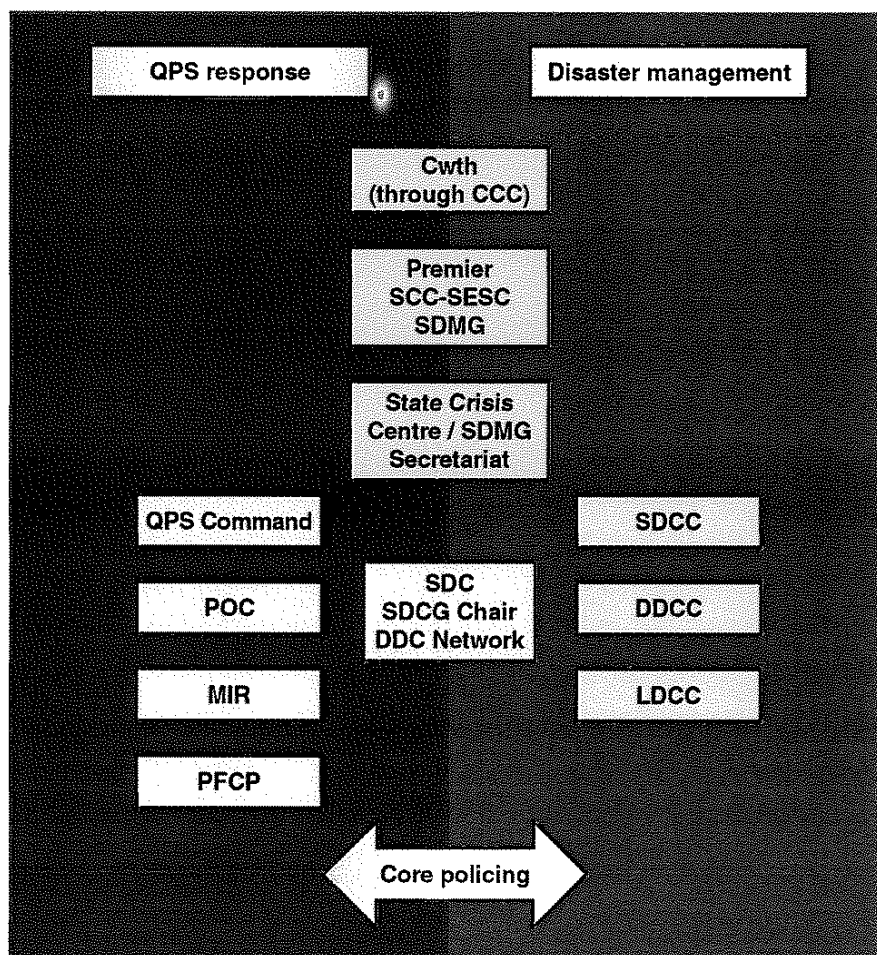 QPS response
Disaster management
Cwth
(through CCC)
Premier
SCC-SESC
SDMG
State Crisis
Centre / SDMG
Secretariat
QPS Command
SDCC
SDC
SDCG Chair
DDC Network
POC
DDCC
MIR
LDCC
PFCP
Core policing